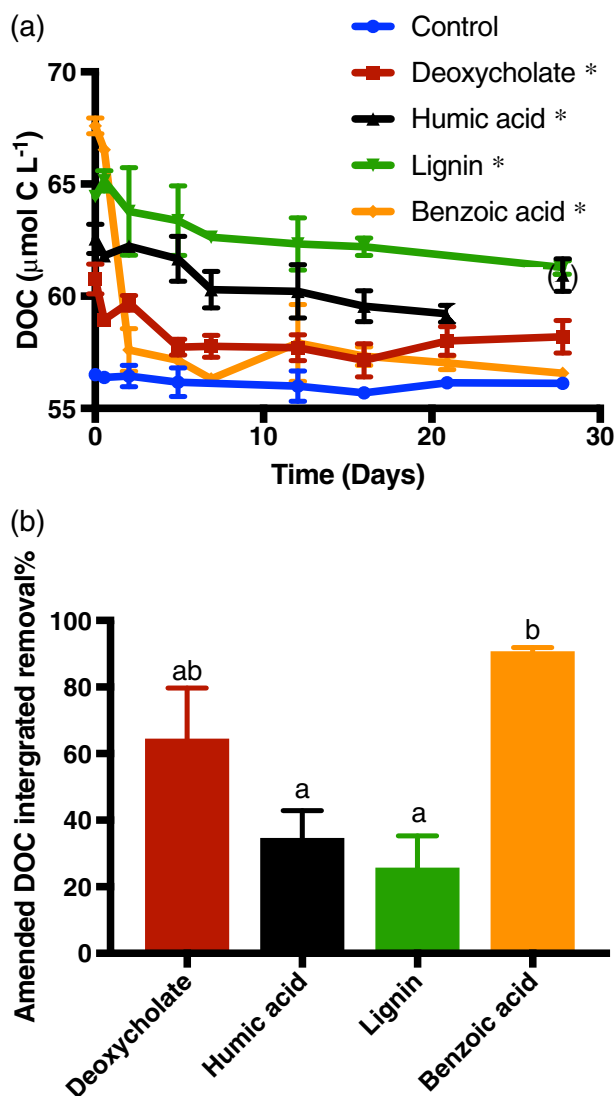 (a)
Control
Deoxycholate *
Humic acid *
Lignin *
Benzoic acid *
DOC (μmol C L-1)
70
65
60
55
0
10
20
30
( )
Time (Days)
(b)
Amended DOC intergrated removal%
100
80
60
40
20
0
ab
a
a
b
Deoxycholate
Humic acid
Lignin
Benzoic acid